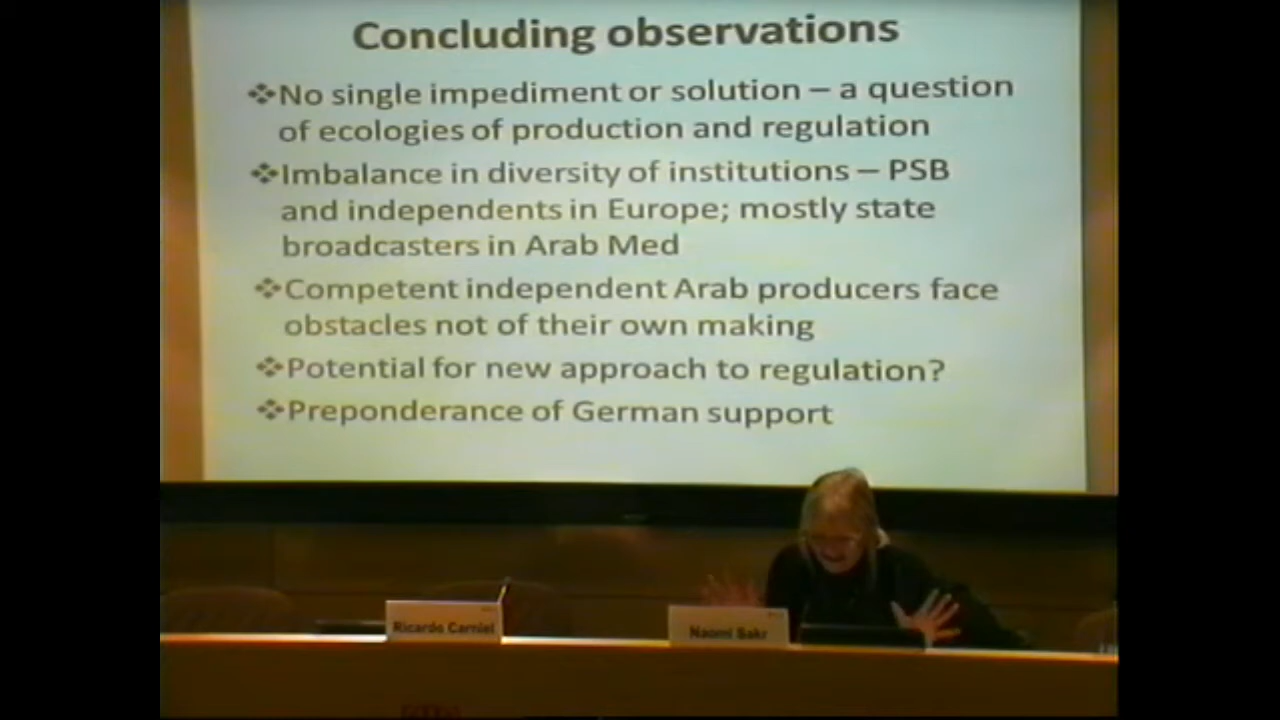 Concluding observations
❖No single impediment or solution – a question
of ecologies of production and regulation
❖Imbalance in diversity of institutions – PSB
and independents in Europe; mostly state
broadcasters in Arab Med
❖Competent independent Arab producers face
obstacles not of their own making
❖Potential for new approach to regulation?
❖Preponderance of German support
Ricardo Carniel
Naomi Sakr